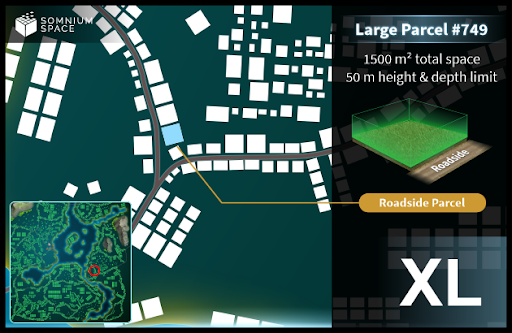 SOMNIUM
SPACE
Large Parcel #749
1500 m² total space
50 m height & depth limit
Roadside
Roadside Parcel
XL